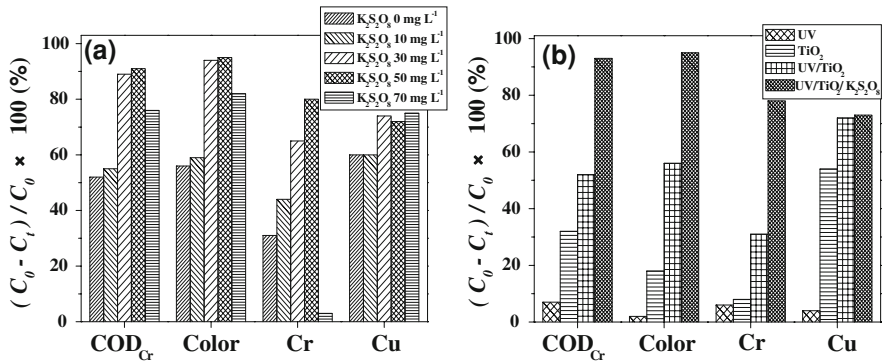 (a)
K₂S₂O₈ 0 mg L⁻¹
K₂S₂O₈ 10 mg L⁻¹
K₂S₂O₈ 30 mg L⁻¹
K₂S₂O₈ 50 mg L⁻¹
K₂S₂O₈ 70 mg L⁻¹
(C₀ - Cₜ) / C₀ × 100 (%)
100
80
60
40
20
0
COD_Cr
Color
Cr
Cu
(b)
UV
TiO₂
UV/TiO₂
UV/TiO₂/K₂S₂O₈
(C₀ - Cₜ) / C₀ × 100 (%)
100
80
60
40
20
0
COD_Cr
Color
Cr
Cu